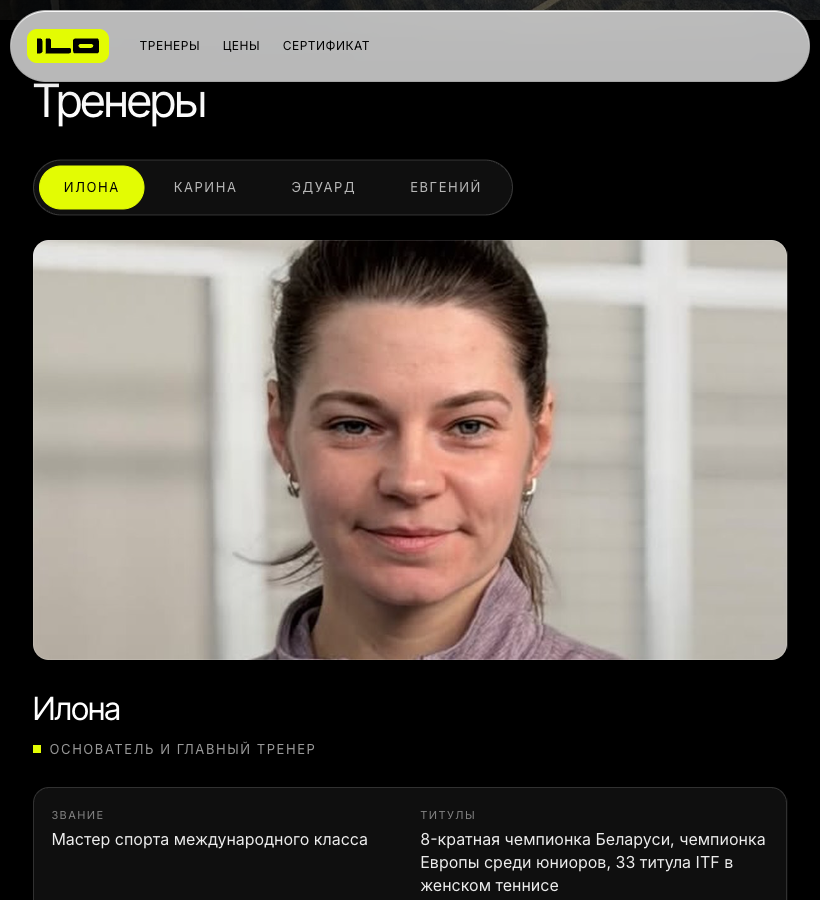 ILO
ТРЕНЕРЫ ЦЕНЫ СЕРТИФИКАТ
Тренеры
ИЛОНА КАРИНА ЭДУАРД ЕВГЕНИЙ
Илона
ОСНОВАТЕЛЬ И ГЛАВНЫЙ ТРЕНЕР
ЗВАНИЕ
Мастер спорта международного класса
ТИТУЛЫ
8-кратная чемпионка Беларуси, чемпионка
Европы среди юниоров, 33 титула ITF в
женском теннисе